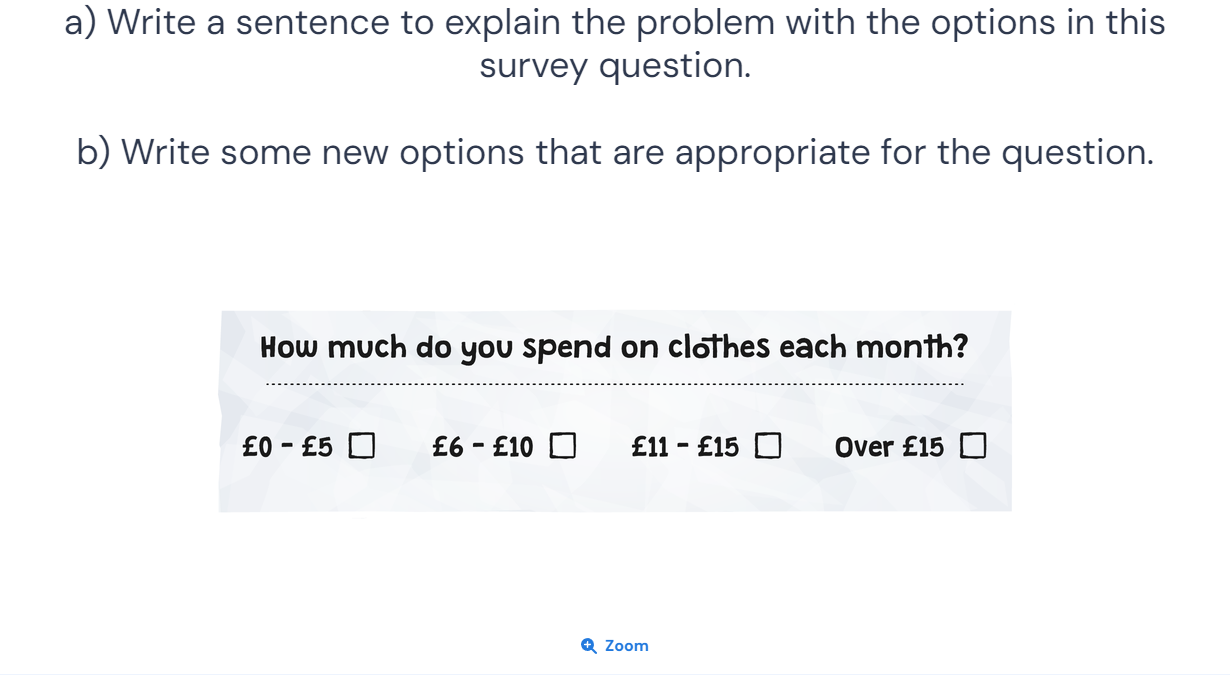 a) Write a sentence to explain the problem with the options in this
survey question.
b) Write some new options that are appropriate for the question.
How much do you spend on clothes each month?
£0 - £5 £6 - £10 £11 - £15 Over £15
Zoom